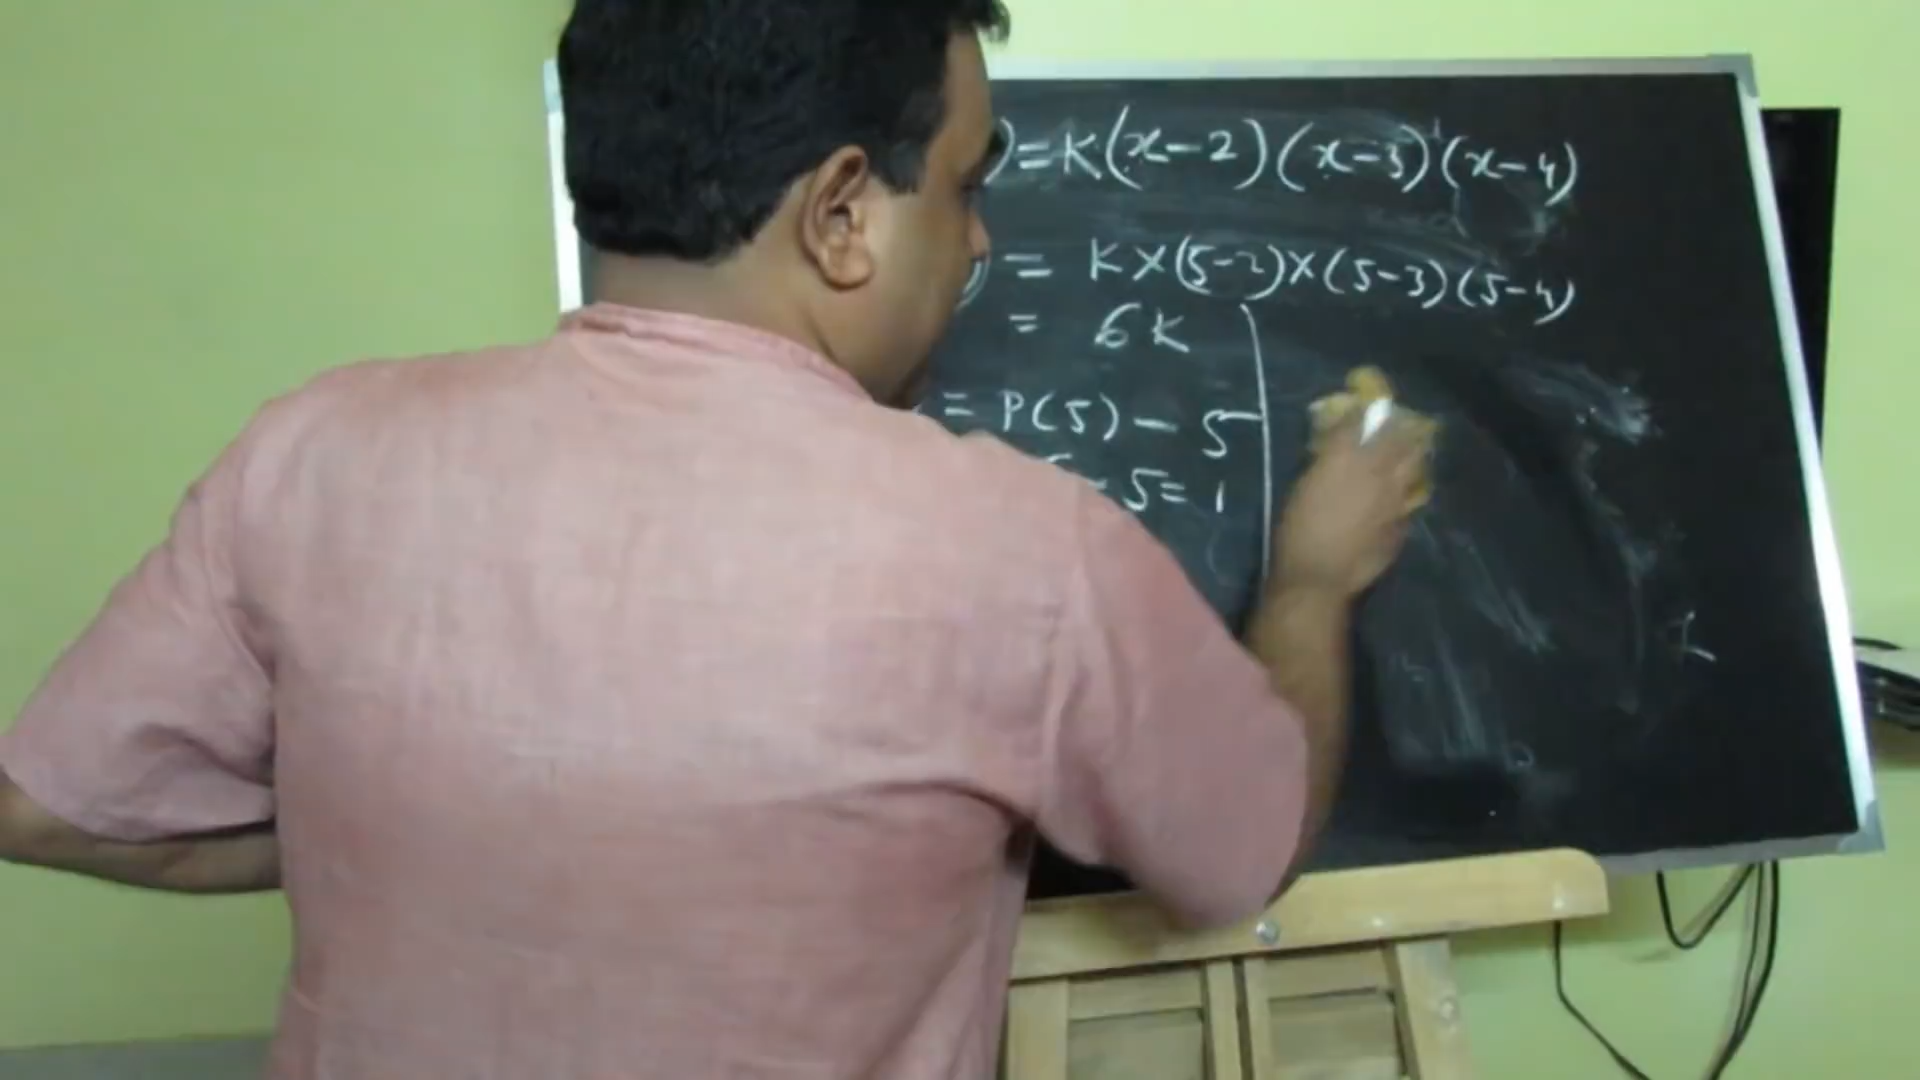 )=K(x-2)(x-3)(x-4)
) = K×(5-2)×(5-3)(5-4)
= 6K
= P(5) - 5
- 5 = 1